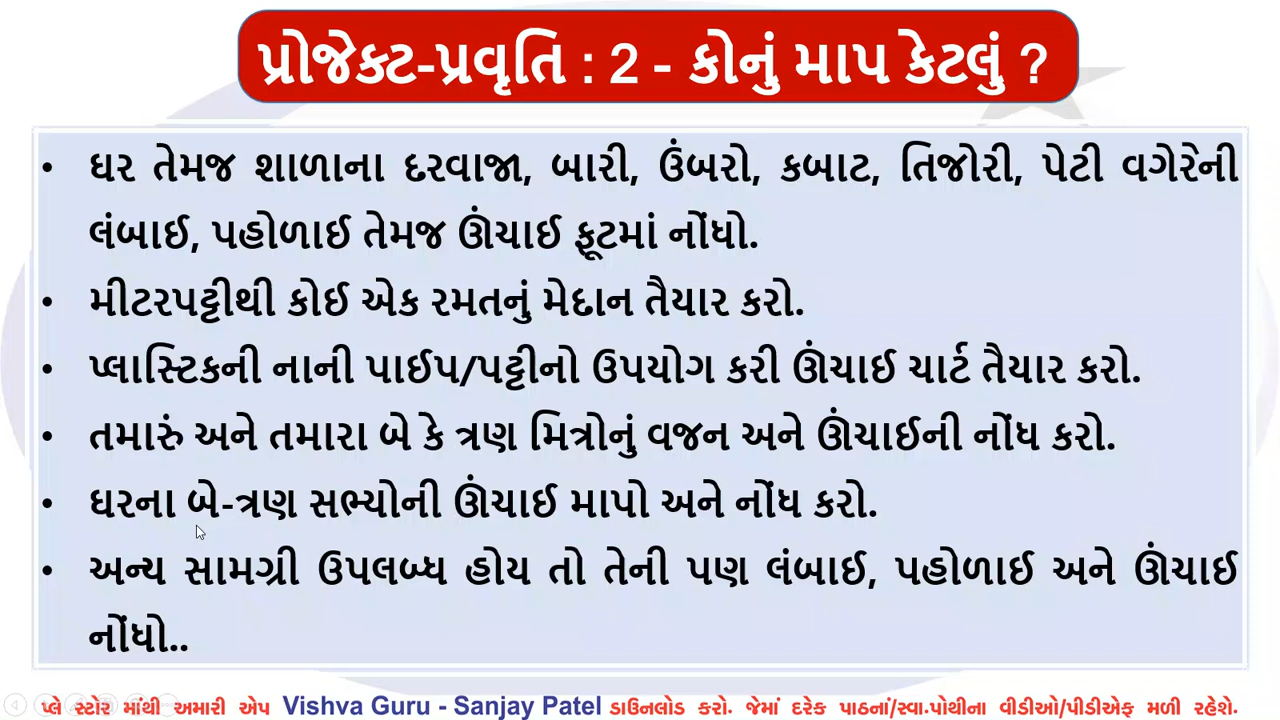 પ્રોજેક્ટ-પ્રવૃતિ : 2 - કોનું માપ કેટલું ?
• ઘર તેમજ શાળાના દરવાજા, બારી, ઉંબરો, કબાટ, તિજોરી, પેટી વગેરેની
લંબાઈ, પહોળાઈ તેમજ ઊંચાઈ ફૂટમાં નોંધો.
• મીટરપટ્ટીથી કોઈ એક રમતનું મેદાન તૈયાર કરો.
• પ્લાસ્ટિકની નાની પાઈપ/પટ્ટીનો ઉપયોગ કરી ઊંચાઈ ચાર્ટ તૈયાર કરો.
• તમારું અને તમારા બે કે ત્રણ મિત્રોનું વજન અને ઊંચાઈની નોંધ કરો.
• ઘરના બે-ત્રણ સભ્યોની ઊંચાઈ માપો અને નોંધ કરો.
• અન્ય સામગ્રી ઉપલબ્ધ હોય તો તેની પણ લંબાઈ, પહોળાઈ અને ઊંચાઈ
નોંધો..
પ્લે સ્ટોર માંથી અમારી એપ Vishva Guru - Sanjay Patel ડાઉનલોડ કરો. જેમાં દરેક પાઠનાં/સ્વા.પોથીના વીડીઓ/પીડીએફ મળી રહેશે.